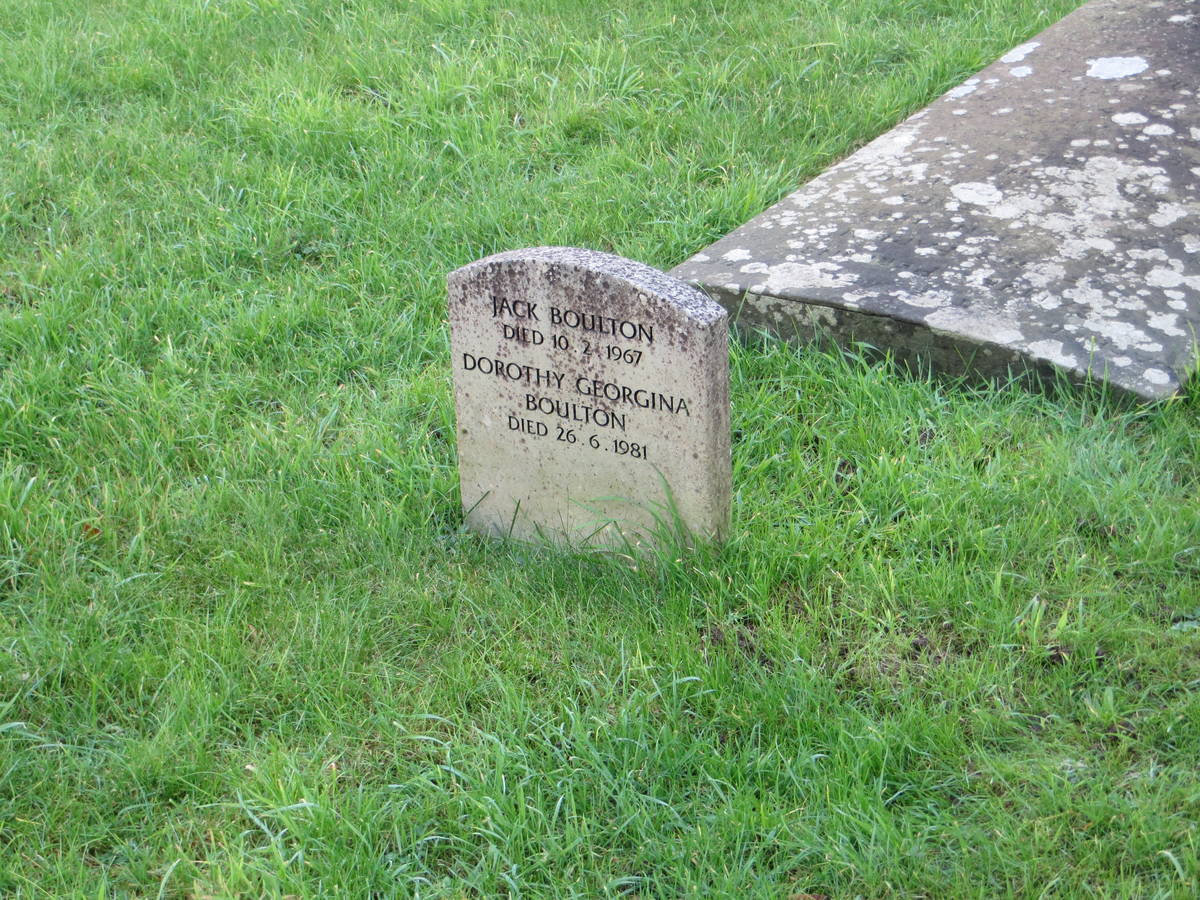 JACK BOULTON
DIED 10.2.1967
DOROTHY GEORGINA
BOULTON
DIED 26.6.1981